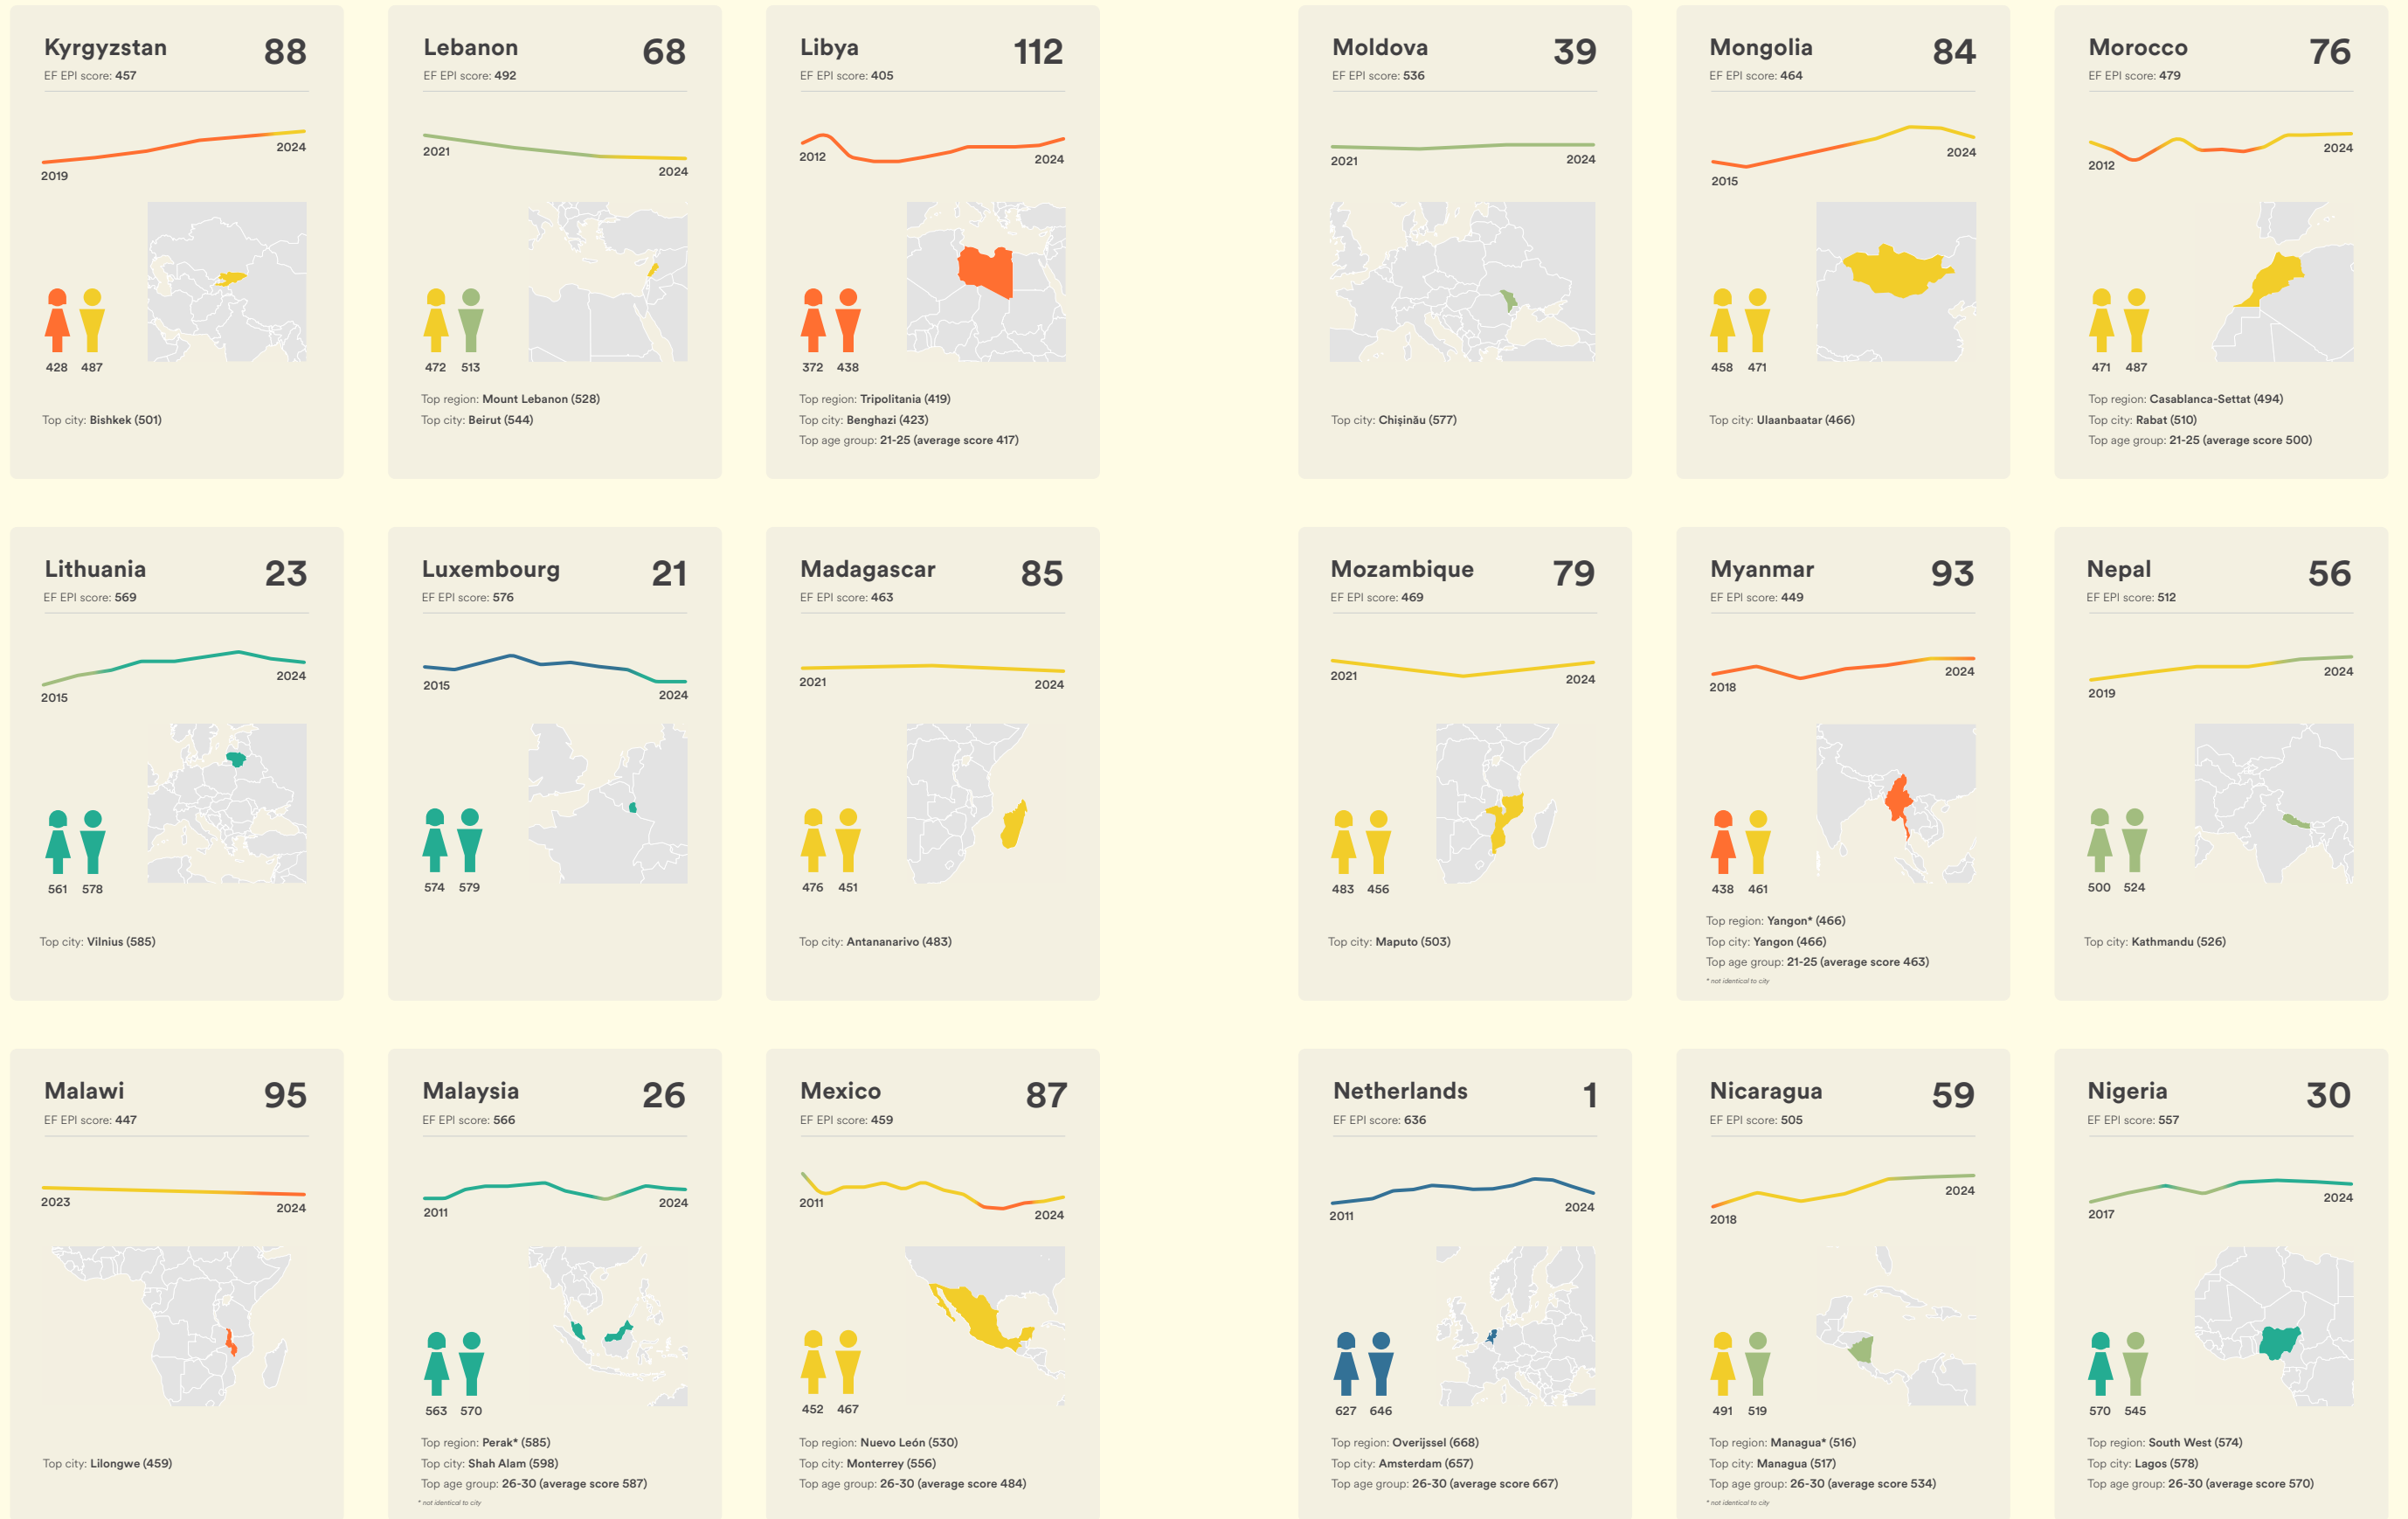 Kyrgyzstan 88
EF EPI score: 457
2019
2024
428 487
Top city: Bishkek (501)
Lebanon 68
EF EPI score: 492
2021
2024
472 513
Top region: Mount Lebanon (528)
Top city: Beirut (544)
Libya 112
EF EPI score: 405
2012
2024
372 438
Top region: Tripolitania (419)
Top city: Benghazi (423)
Top age group: 21-25 (average score 417)
Moldova 39
EF EPI score: 536
2021
2024
Top city: Chişinău (577)
Mongolia 84
EF EPI score: 464
2015
2024
458 471
Top city: Ulaanbaatar (466)
Morocco 76
EF EPI score: 479
2012
2024
471 487
Top region: Casablanca-Settat (494)
Top city: Rabat (510)
Top age group: 21-25 (average score 500)
Lithuania 23
EF EPI score: 569
2015
2024
561 578
Top city: Vilnius (585)
Luxembourg 21
EF EPI score: 576
2015
2024
574 579
Madagascar 85
EF EPI score: 463
2021
2024
476 451
Top city: Antananarivo (483)
Mozambique 79
EF EPI score: 469
2021
2024
483 456
Top city: Maputo (503)
Myanmar 93
EF EPI score: 449
2018
2024
438 461
Top region: Yangon* (466)
Top city: Yangon (466)
Top age group: 21-25 (average score 463)
* not identical to city
Nepal 56
EF EPI score: 512
2019
2024
500 524
Top city: Kathmandu (526)
Malawi 95
EF EPI score: 447
2023
2024
Top city: Lilongwe (459)
Malaysia 26
EF EPI score: 566
2011
2024
563 570
Top region: Perak* (585)
Top city: Shah Alam (598)
Top age group: 26-30 (average score 587)
* not identical to city
Mexico 87
EF EPI score: 459
2011
2024
452 467
Top region: Nuevo León (530)
Top city: Monterrey (556)
Top age group: 26-30 (average score 484)
Netherlands 1
EF EPI score: 636
2011
2024
627 646
Top region: Overijssel (668)
Top city: Amsterdam (657)
Top age group: 26-30 (average score 667)
Nicaragua 59
EF EPI score: 505
2018
2024
491 519
Top region: Managua* (516)
Top city: Managua (517)
Top age group: 26-30 (average score 534)
* not identical to city
Nigeria 30
EF EPI score: 557
2017
2024
570 545
Top region: South West (574)
Top city: Lagos (578)
Top age group: 26-30 (average score 570)